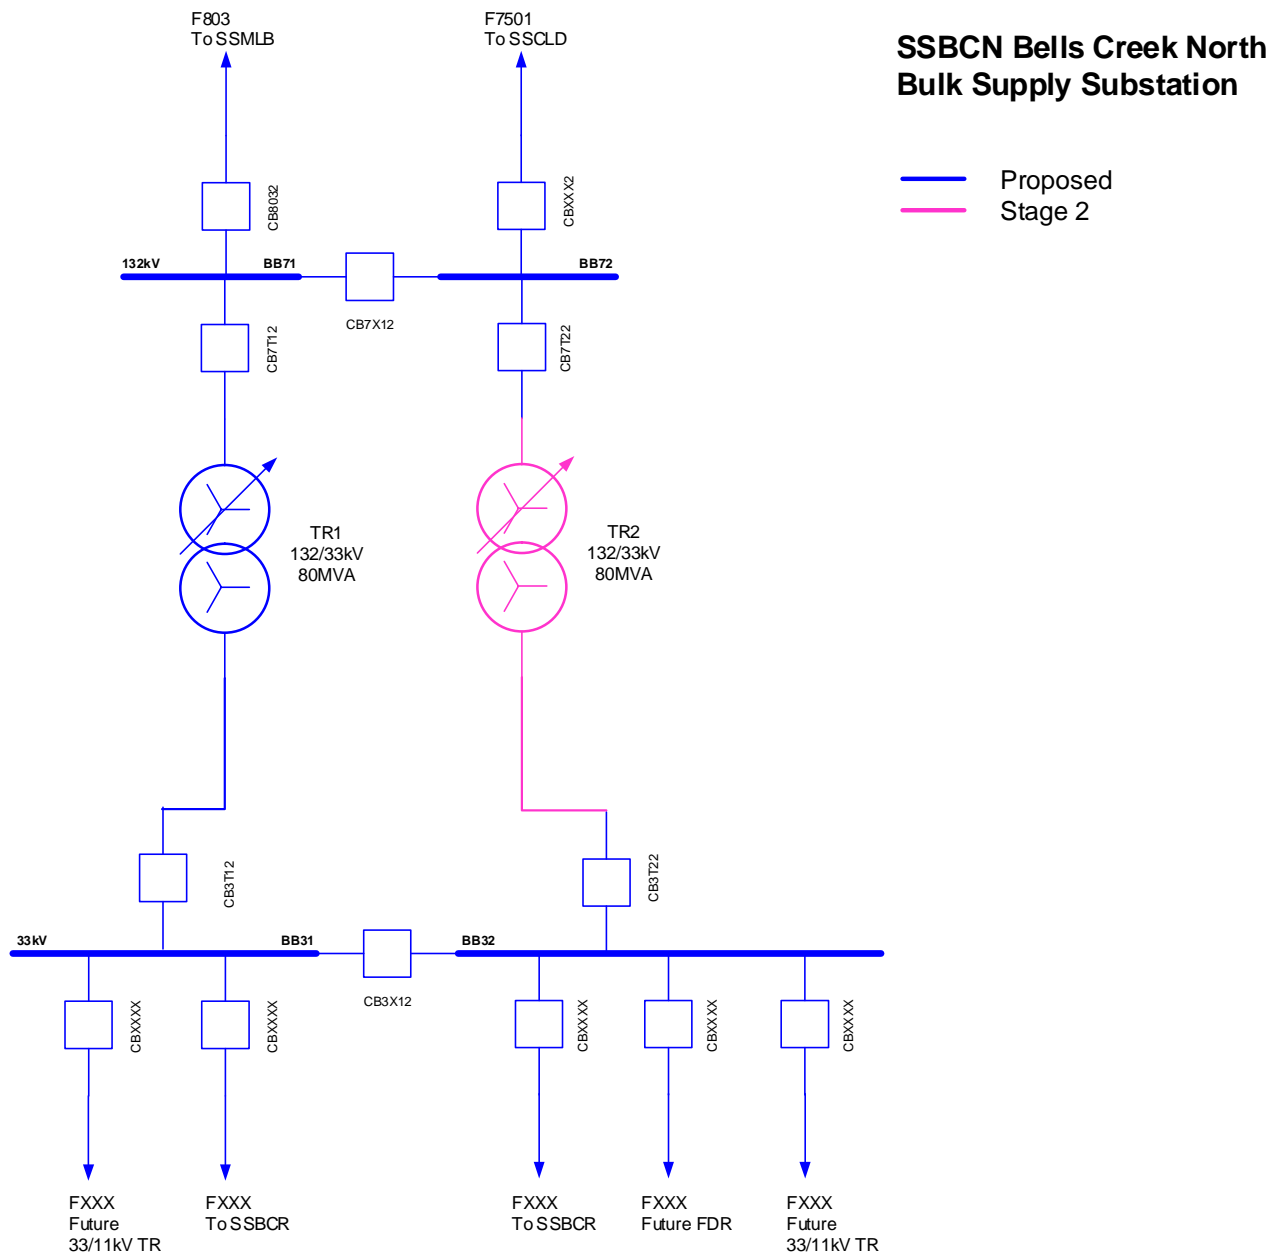 F803
To SSMLB
F7501
To SSCLD
SSBCN Bells Creek North
Bulk Supply Substation
Proposed
Stage 2
CB8032
CBXXX2
132kV
BB71
BB72
CB7X12
CB7T12
CB7T22
TR1
132/33kV
80MVA
TR2
132/33kV
80MVA
CB3T12
CB3T22
33kV
BB31
BB32
CB3X12
CBXXXX
CBXXXX
CBXXXX
CBXXXX
CBXXXX
FXXX
Future
33/11kV TR
FXXX
To SSBCR
FXXX
To SSBCR
FXXX
Future FDR
FXXX
Future
33/11kV TR